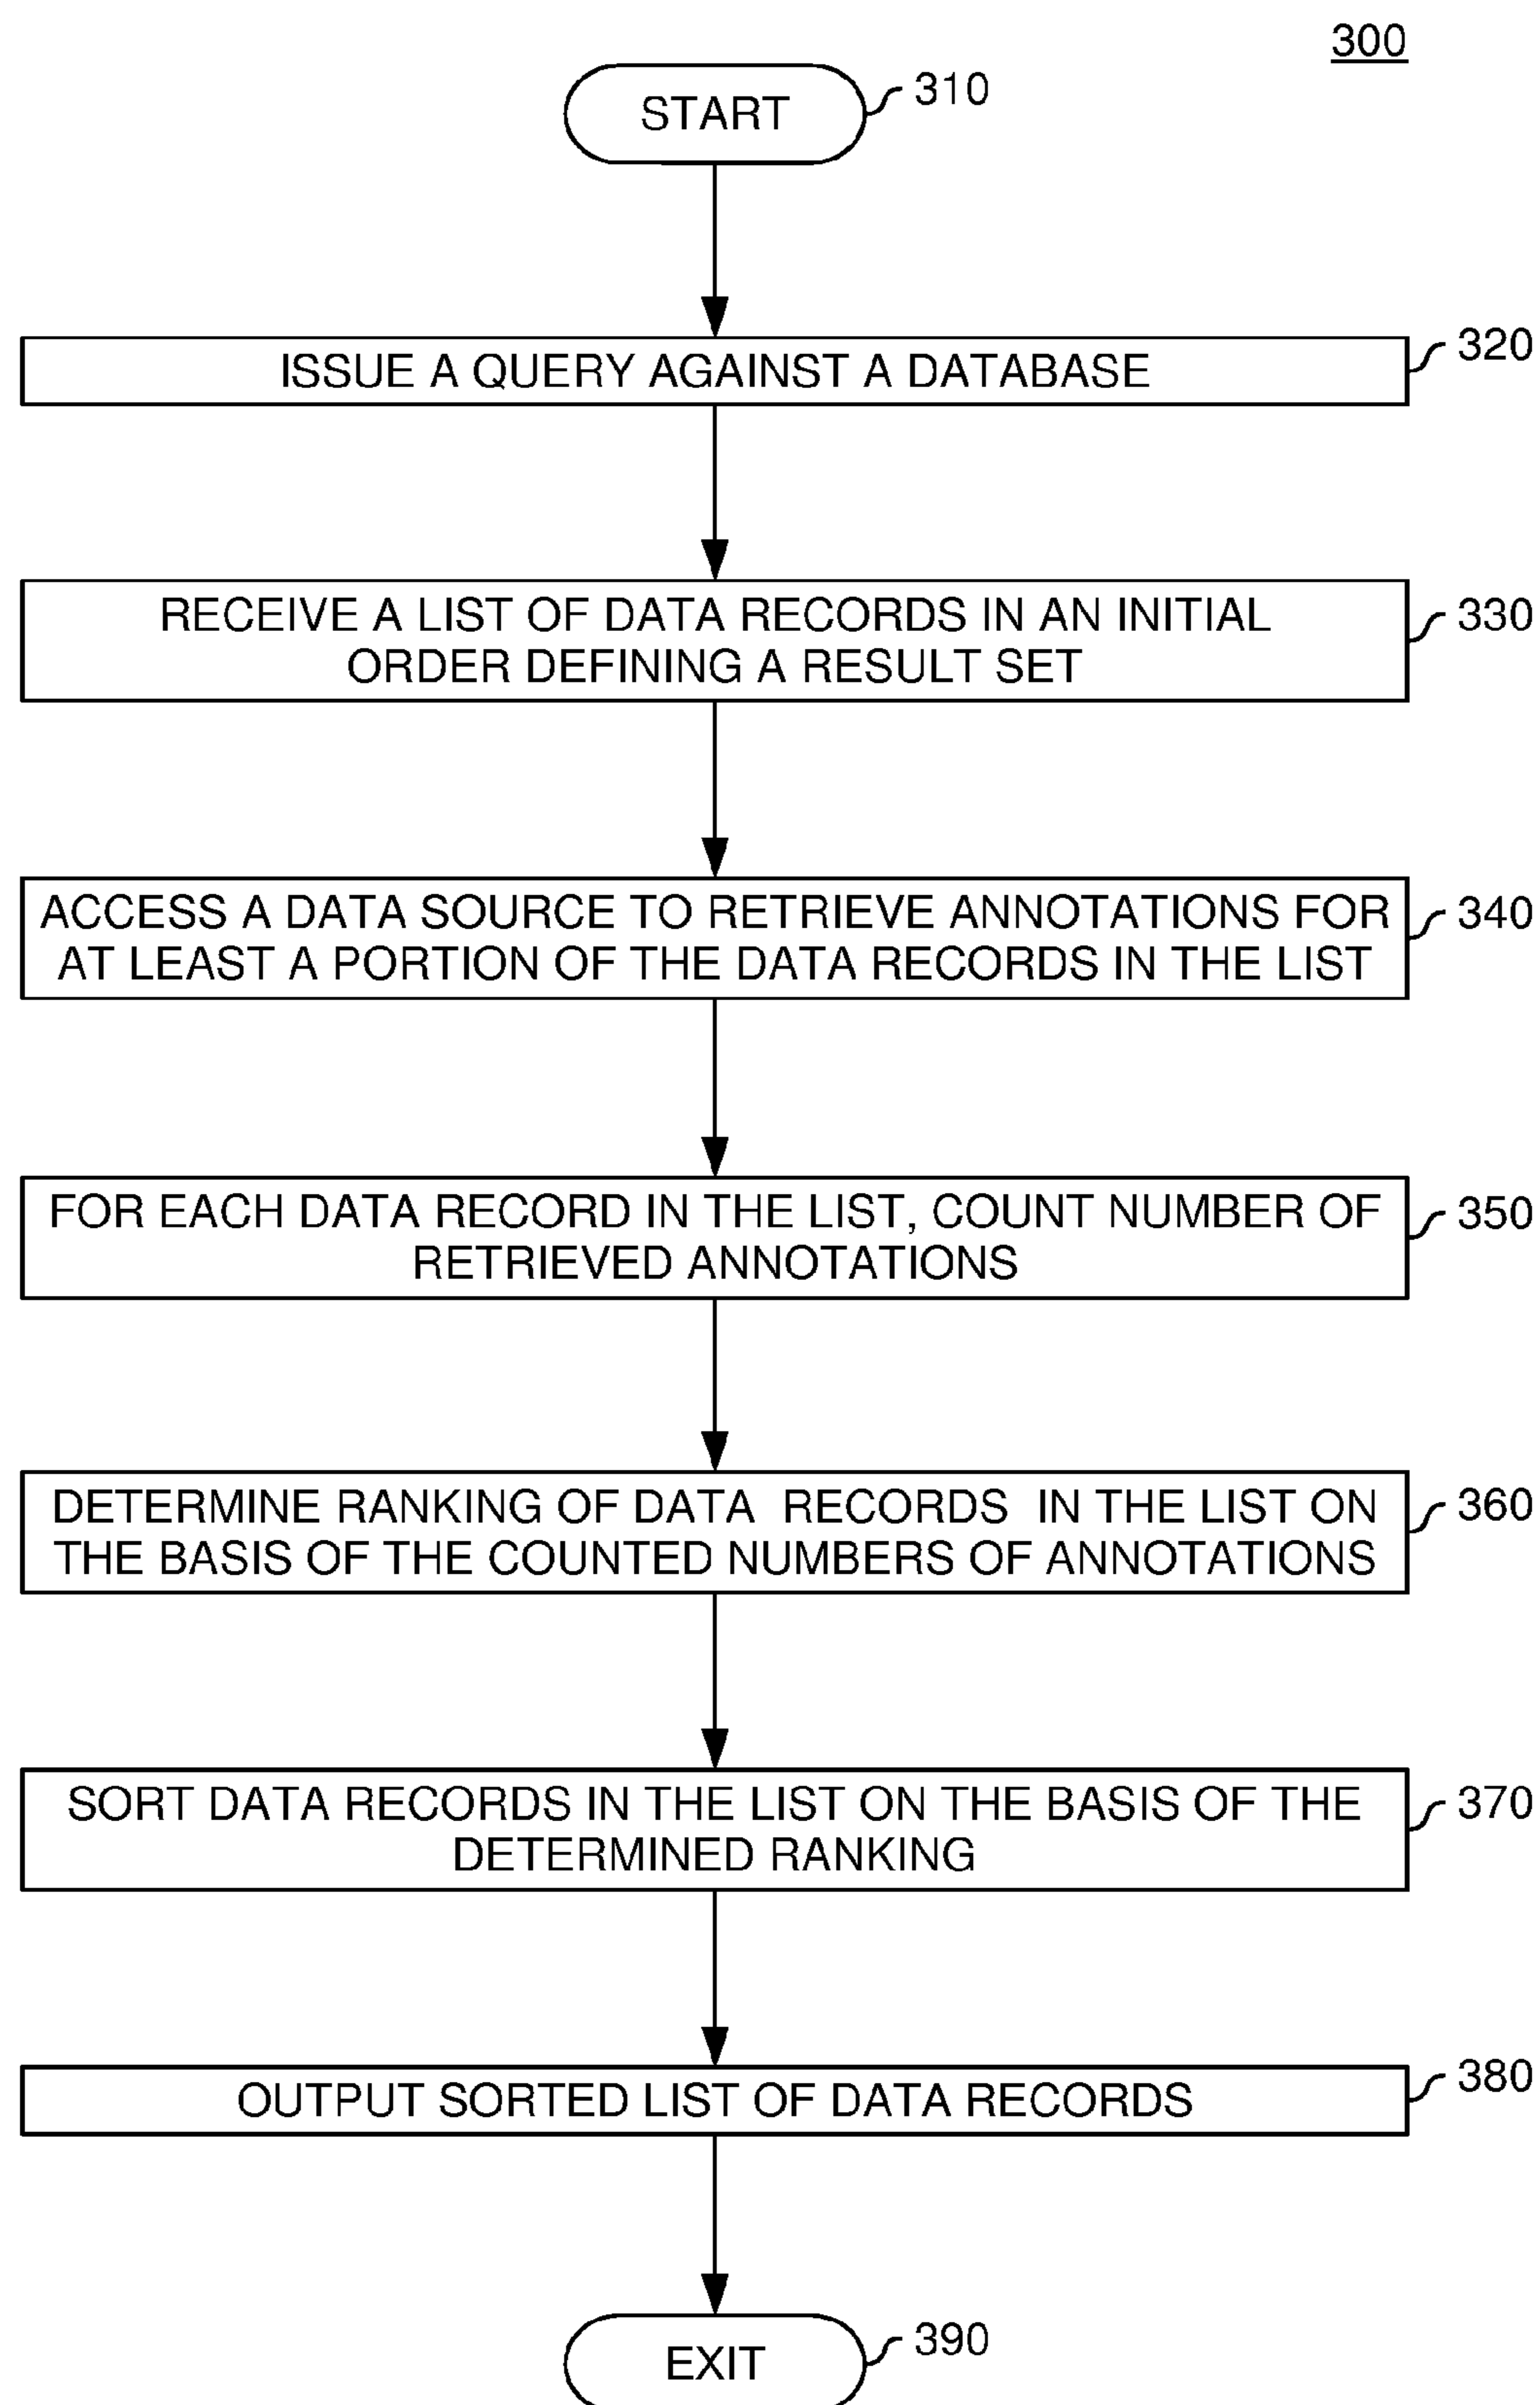 300
START
310
ISSUE A QUERY AGAINST A DATABASE
320
RECEIVE A LIST OF DATA RECORDS IN AN INITIAL
ORDER DEFINING A RESULT SET
330
ACCESS A DATA SOURCE TO RETRIEVE ANNOTATIONS FOR
AT LEAST A PORTION OF THE DATA RECORDS IN THE LIST
340
FOR EACH DATA RECORD IN THE LIST, COUNT NUMBER OF
RETRIEVED ANNOTATIONS
350
DETERMINE RANKING OF DATA RECORDS IN THE LIST ON
THE BASIS OF THE COUNTED NUMBERS OF ANNOTATIONS
360
SORT DATA RECORDS IN THE LIST ON THE BASIS OF THE
DETERMINED RANKING
370
OUTPUT SORTED LIST OF DATA RECORDS
380
EXIT
390